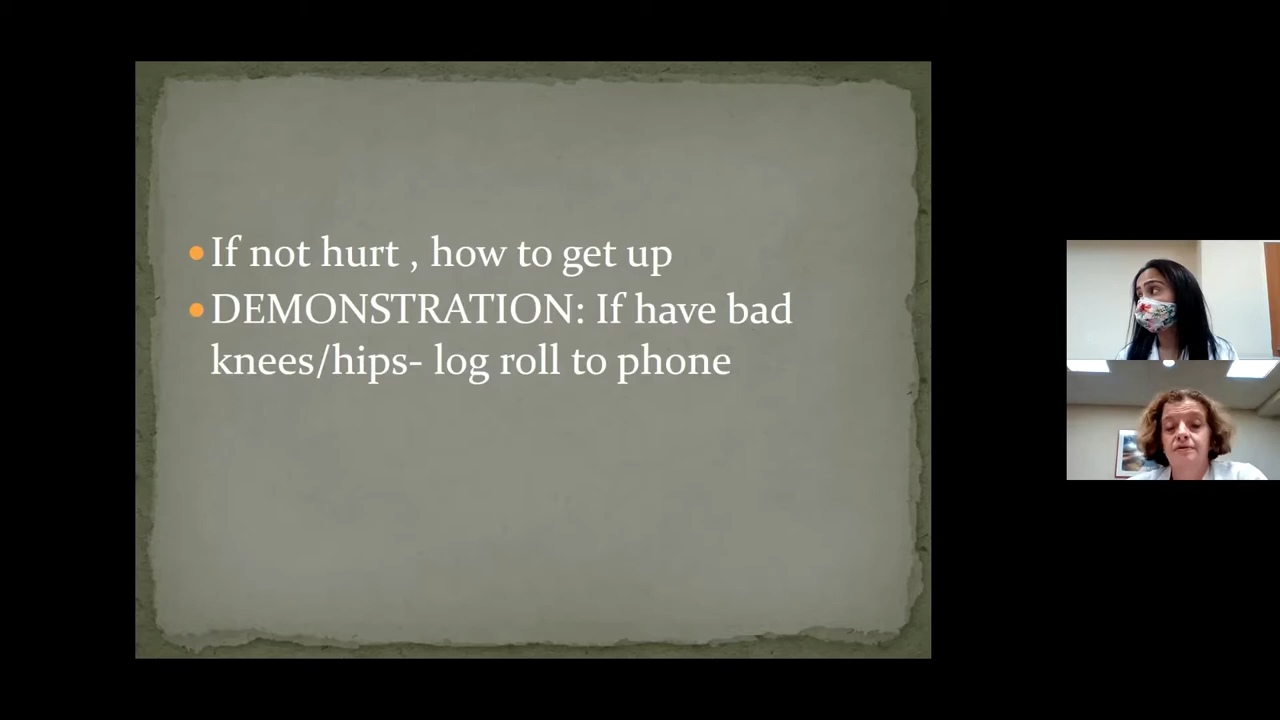 If not hurt , how to get up
DEMONSTRATION: If have bad
knees/hips- log roll to phone